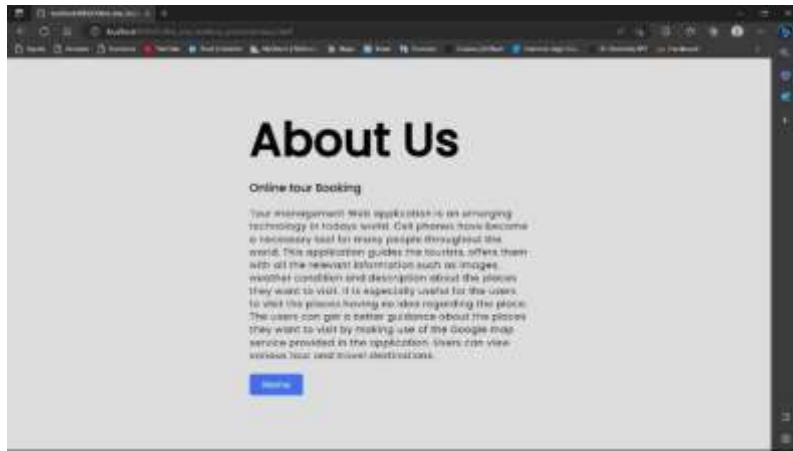 localhost
YouTube
Maps
About Us
Online tour Booking
Tour management Web application is an emerging
technology in todays world. Cell phones have become
a necessary tool for many people throughout the
world. This application guides the tourists, offers them
with all the relevant information such as images,
weather condition and description about the places
they want to visit. It is especially useful for the users
to visit the places having no idea regarding the place.
The users can get a better guidance about the places
they want to visit by making use of the Google map
service provided in the application. Users can view
various tour and travel destinations.
Home